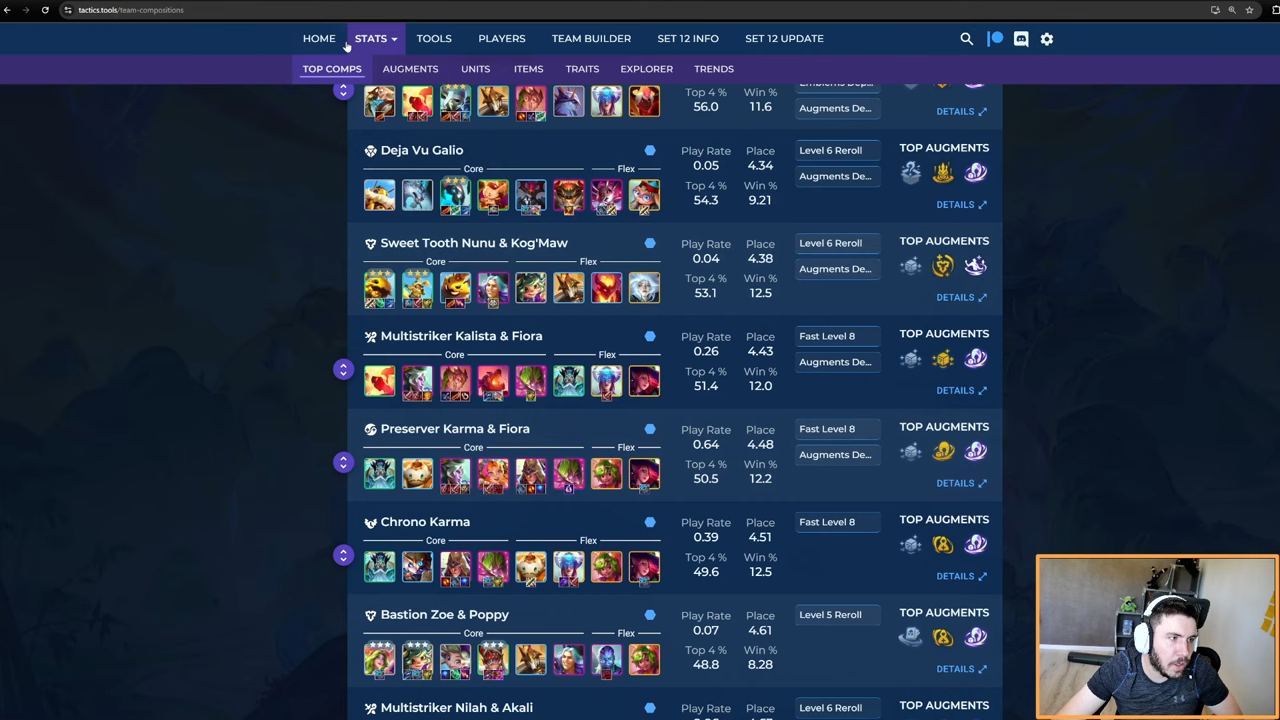 tactics.tools/team-compositions
HOME STATS TOOLS PLAYERS TEAM BUILDER SET 12 INFO SET 12 UPDATE
TOP COMPS AUGMENTS UNITS ITEMS TRAITS EXPLORER TRENDS
Top 4 % Win %
56.0 11.6
Augments De...
DETAILS
Deja Vu Galio
Core Flex
Play Rate Place
0.05 4.34
Top 4 % Win %
54.3 9.21
Level 6 Reroll
Augments De...
TOP AUGMENTS
DETAILS
Sweet Tooth Nunu & Kog'Maw
Core Flex
Play Rate Place
0.04 4.38
Top 4 % Win %
53.1 12.5
Level 6 Reroll
Augments De...
TOP AUGMENTS
DETAILS
Multistriker Kalista & Fiora
Core Flex
Play Rate Place
0.26 4.43
Top 4 % Win %
51.4 12.0
Fast Level 8
Augments De...
TOP AUGMENTS
DETAILS
Preserver Karma & Fiora
Core Flex
Play Rate Place
0.64 4.48
Top 4 % Win %
50.5 12.2
Fast Level 8
Augments De...
TOP AUGMENTS
DETAILS
Chrono Karma
Core Flex
Play Rate Place
0.39 4.51
Top 4 % Win %
49.6 12.5
Fast Level 8
TOP AUGMENTS
DETAILS
Bastion Zoe & Poppy
Core Flex
Play Rate Place
0.07 4.61
Top 4 % Win %
48.8 8.28
Level 5 Reroll
TOP AUGMENTS
DETAILS
Multistriker Nilah & Akali
Play Rate Place
Level 6 Reroll
TOP AUGMENTS